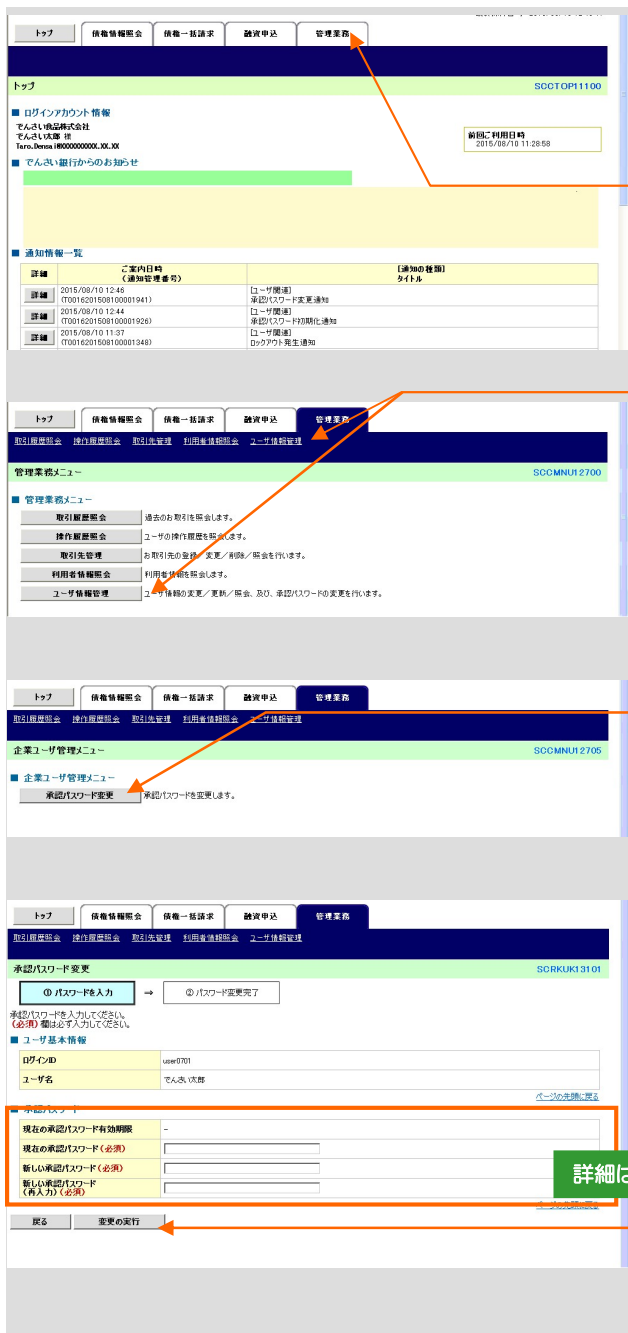 トップ 債権情報照会 債権一括請求 融資申込 管理業務
トップ SCCTOP11100
■ ログインアカウント情報
でんさい食品株式会社
でんさい太郎 様
前回ご利用日時
2015/08/10 11:28:58
■ でんさい銀行からのお知らせ
■ 通知情報一覧
詳細 ご案内日時 [通知の種類]
(通知管理番号) タイトル
詳細 2015/08/10 12:46 [ユーザ関連]
(T0016201508100001941) 承認パスワード変更通知
詳細 2015/08/10 12:44 [ユーザ関連]
(T0016201508100001926) 承認パスワード初期化通知
詳細 2015/08/10 11:37 [ユーザ関連]
(T0016201508100001348) ロックアウト発生通知
トップ 債権情報照会 債権一括請求 融資申込 管理業務
取引履歴照会 操作履歴照会 取引先管理 利用者情報照会 ユーザ情報管理
管理業務メニュー SCCMNU12700
■ 管理業務メニュー
取引履歴照会 過去のお取引を照会します。
操作履歴照会 ユーザの操作履歴を照会します。
取引先管理 お取引先の登録／変更／削除／照会を行います。
利用者情報照会 利用者情報を照会します。
ユーザ情報管理 ユーザ情報の変更／更新／照会、及び、承認パスワードの変更を行います。
トップ 債権情報照会 債権一括請求 融資申込 管理業務
取引履歴照会 操作履歴照会 取引先管理 利用者情報照会 ユーザ情報管理
企業ユーザ管理メニュー SCCMNU12705
■ 企業ユーザ管理メニュー
承認パスワード変更 承認パスワードを変更します。
トップ 債権情報照会 債権一括請求 融資申込 管理業務
取引履歴照会 操作履歴照会 取引先管理 利用者情報照会 ユーザ情報管理
承認パスワード変更 SCRKUK13101
① パスワードを入力 ⇒ ② パスワード変更完了
承認パスワードを入力してください。
(必須)欄は必ず入力してください。
■ ユーザ基本情報
ログインID user0701
ユーザ名 でんさい太郎
ページの先頭に戻る
■ 承認パスワード
現在の承認パスワード有効期限 -
現在の承認パスワード(必須)
新しい承認パスワード(必須)
新しい承認パスワード
(再入力)(必須)
詳細は
ページの先頭に戻る
戻る 変更の実行